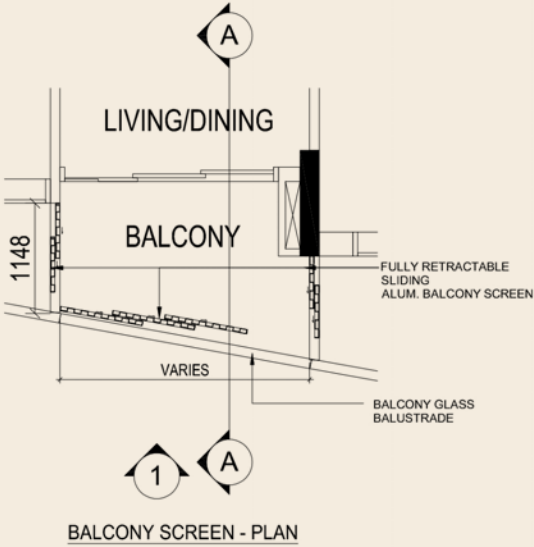 A
LIVING/DINING
BALCONY
1148
FULLY RETRACTABLE
SLIDING
ALUM. BALCONY SCREEN
VARIES
BALCONY GLASS
BALUSTRADE
1
A
BALCONY SCREEN - PLAN